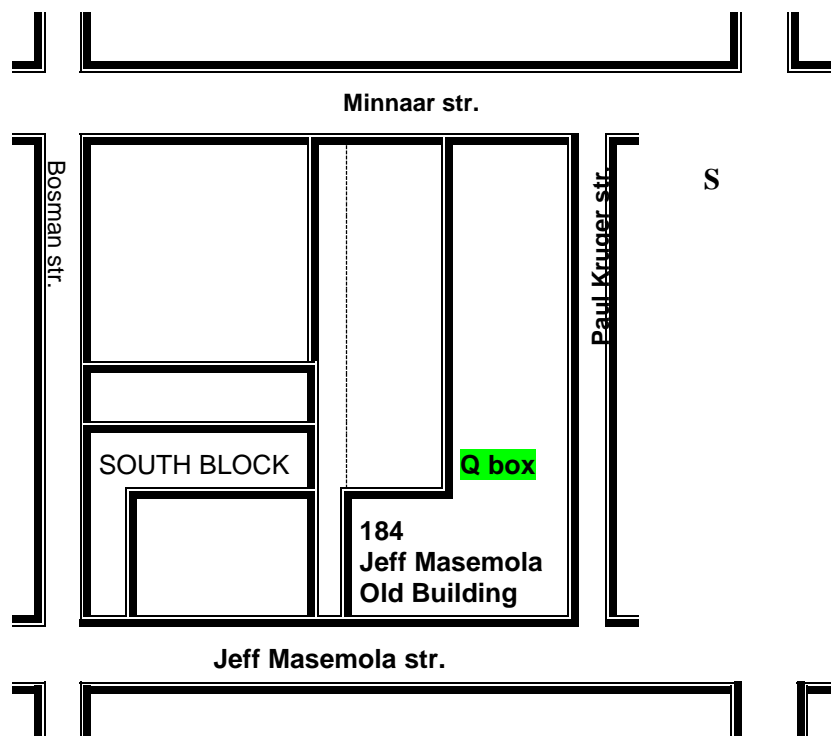 Minnaar str.
Bosman str.
Paul Kruger str.
S
SOUTH BLOCK
Q box
184
Jeff Masemola
Old Building
Jeff Masemola str.